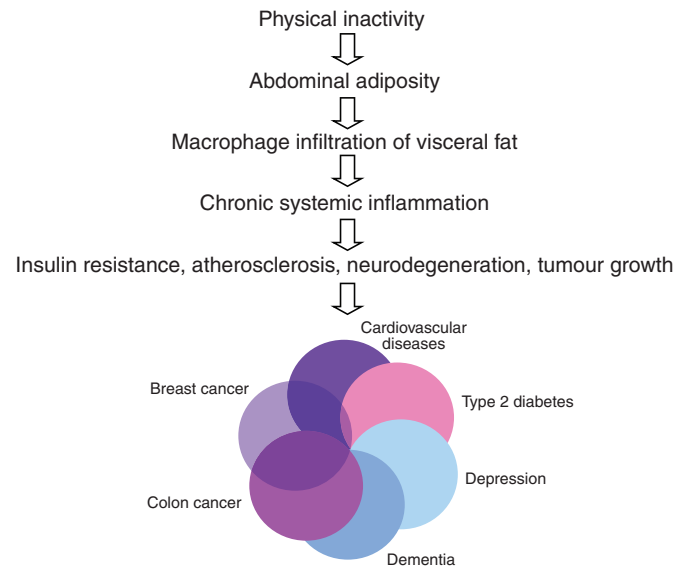 Physical inactivity
Abdominal adiposity
Macrophage infiltration of visceral fat
Chronic systemic inflammation
Insulin resistance, atherosclerosis, neurodegeneration, tumour growth
Cardiovascular
diseases
Breast cancer
Type 2 diabetes
Depression
Colon cancer
Dementia